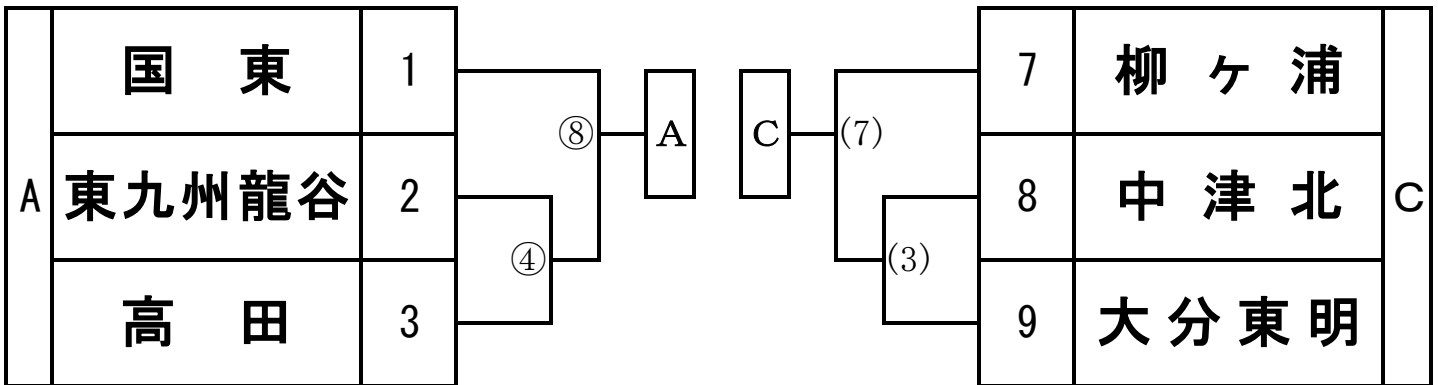 A
国東 1
東九州龍谷 2
高田 3
⑧
④
A
C
(7)
(3)
7 柳ヶ浦
8 中津北
9 大分東明
C